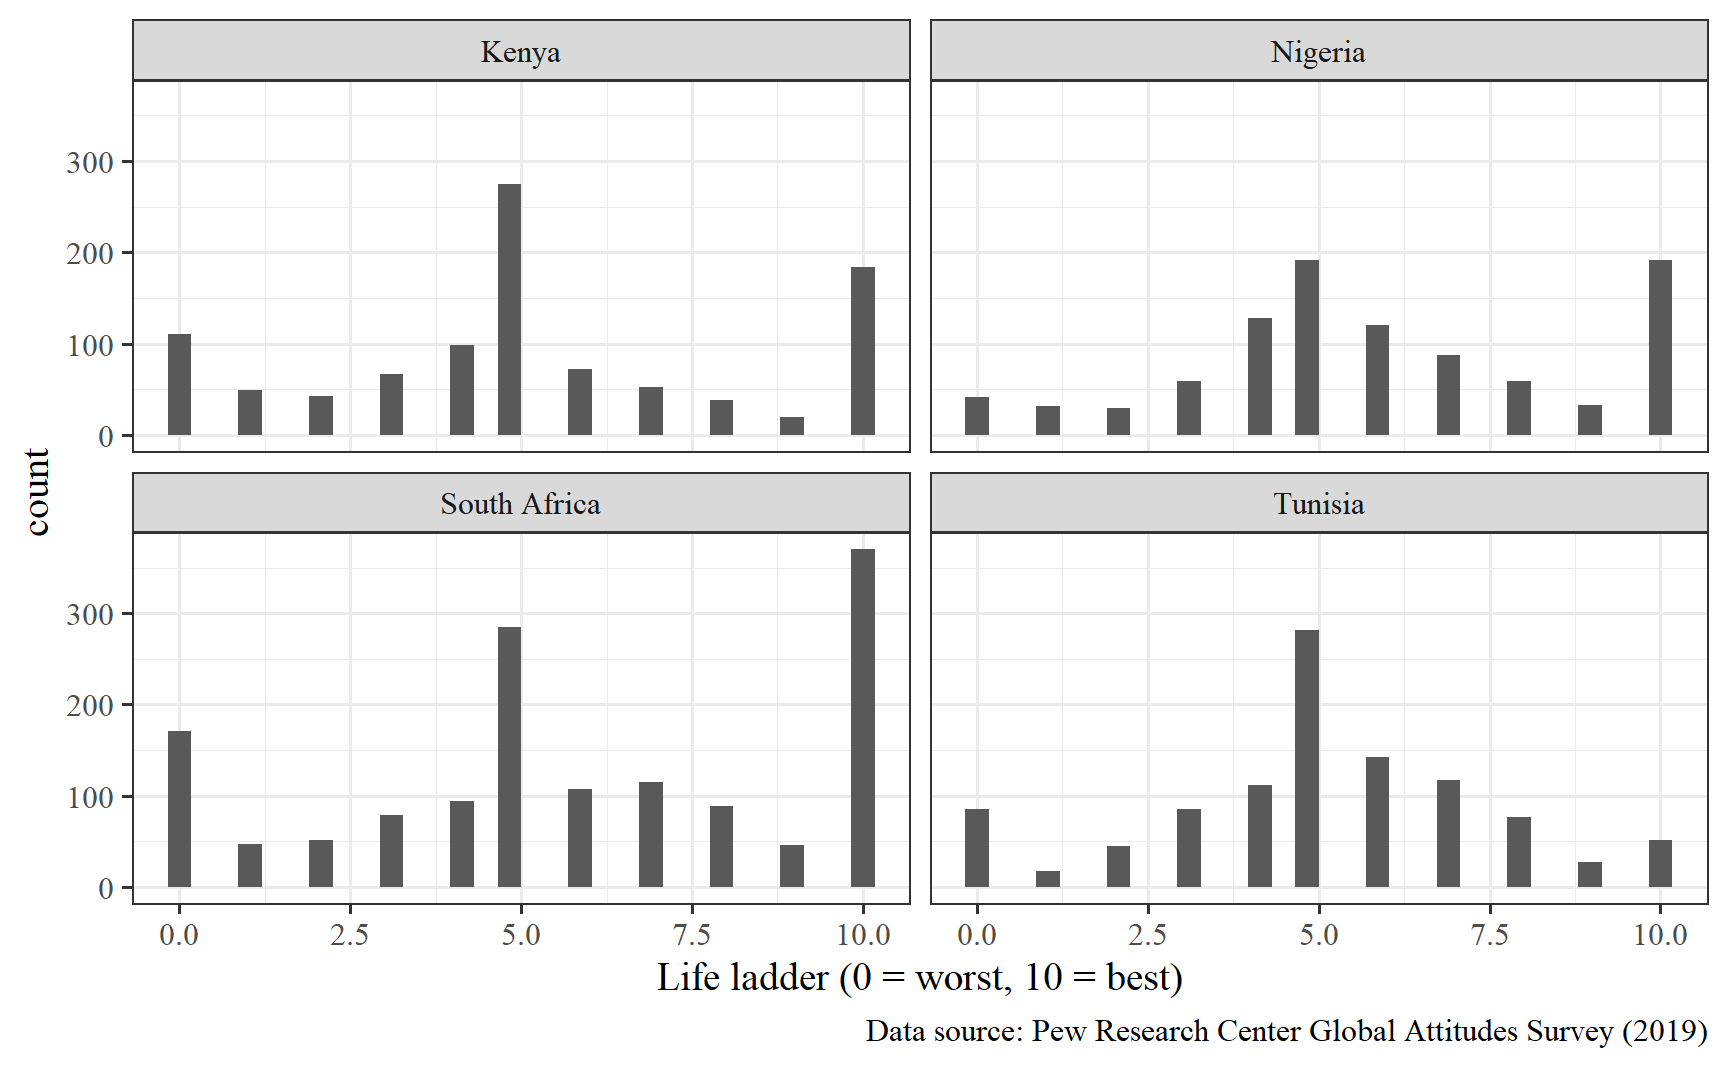 Kenya
Nigeria
300
200
100
0
South Africa
Tunisia
300
200
100
0
count
0.0 2.5 5.0 7.5 10.0
0.0 2.5 5.0 7.5 10.0
Life ladder (0 = worst, 10 = best)
Data source: Pew Research Center Global Attitudes Survey (2019)